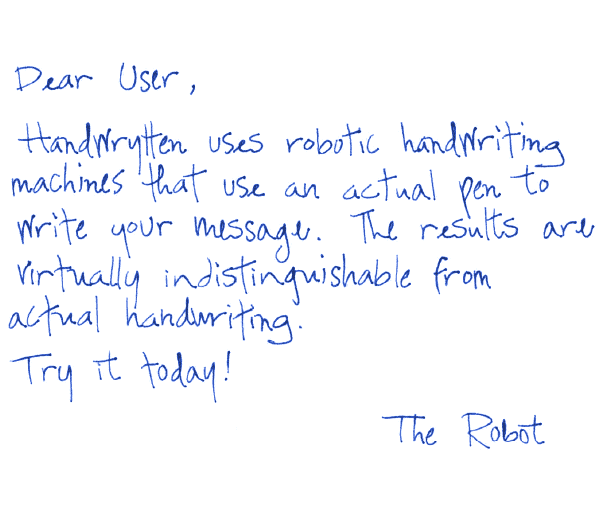 Dear User,
Handwrytten uses robotic handwriting
machines that use an actual pen to
write your message. The results are
virtually indistinguishable from
actual handwriting.
Try it today!
The Robot